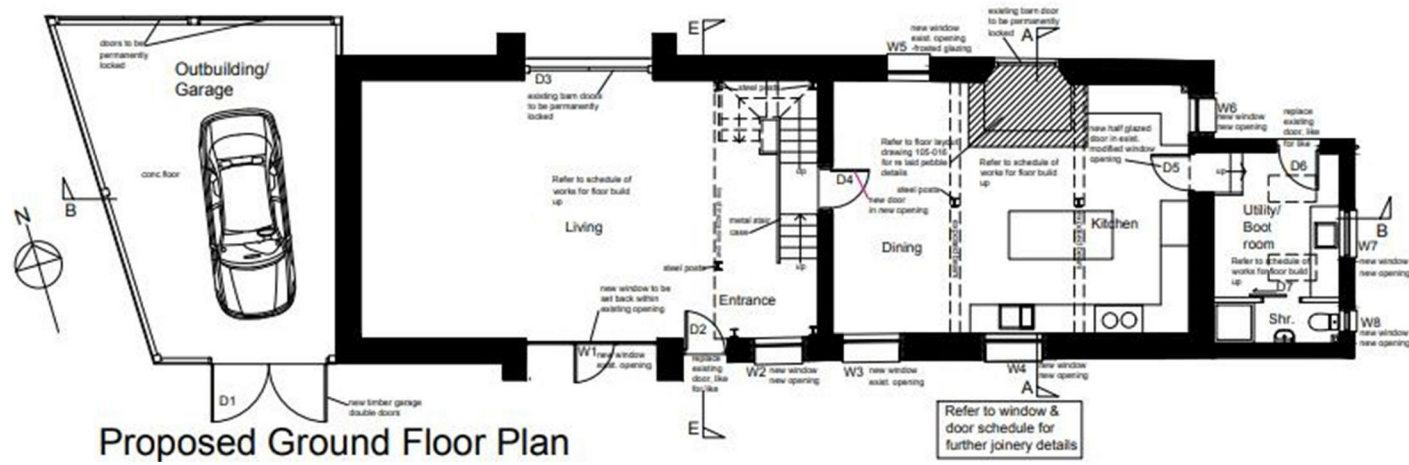 doors to be
permanently
locked
Outbuilding/
Garage
conc.floor
B
N
D1
new timber garage
double doors
D3
existing barn doors
to be permanently
locked
Refer to schedule of
works for floor build
up
Living
new window to be
set back within
existing opening
W1
new window
exist. opening
E
steel posts
up
metal stair
case
up
steel posts
Entrance
D2
replace
existing
door, like
for like
E
W2
new window
new opening
W5
new window
exist. opening
-frosted glazing
existing barn door
to be permanently
locked
A
Refer to floor layout
drawing 105-016
for re laid pebble
details
D4
new door
in new opening
steel posts
Refer to schedule of
works for floor build
up
Dining
Kitchen
new half glazed
door in exist.
modified window
opening
D5
W3
new window
exist. opening
W4
new window
new opening
A
W6
new window
new opening
replace
existing
door, like
for like
D6
up
Utility/
Boot
room
Refer to schedule of
works for floor build
up
D7
Shr.
B
W7
new window
new opening
W8
new window
new opening
Refer to window &
door schedule for
further joinery details
Proposed Ground Floor Plan